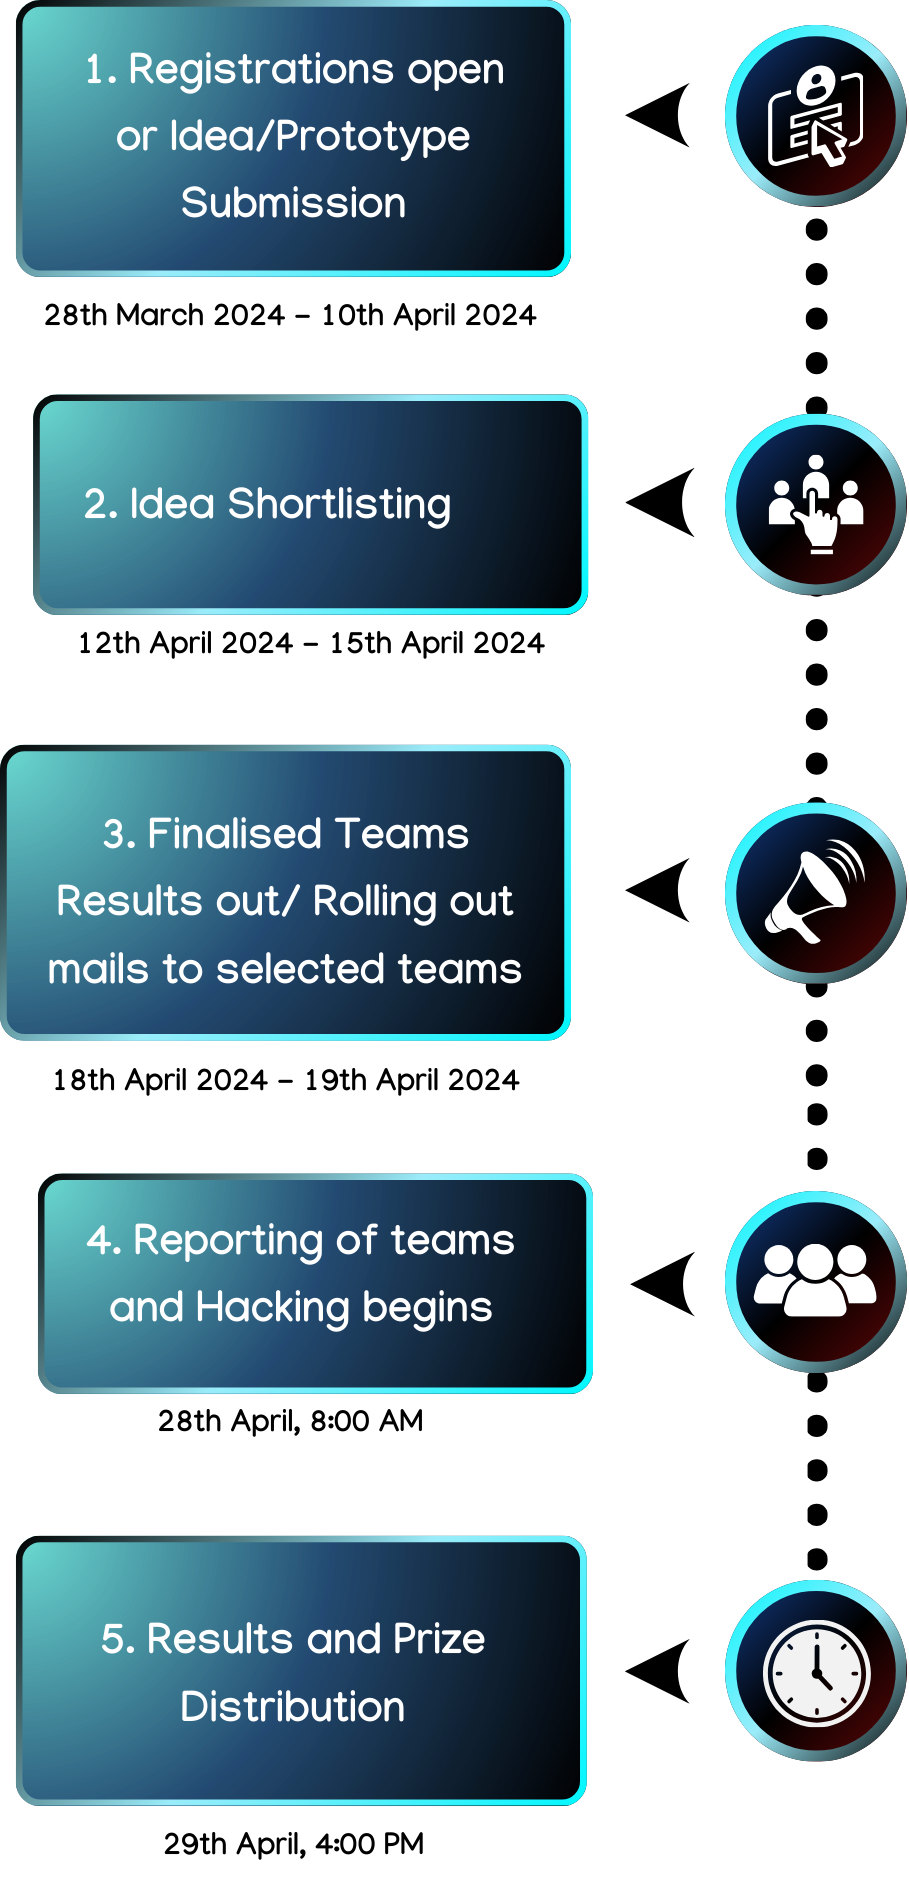 1. Registrations open
or Idea/Prototype
Submission
28th March 2024 – 10th April 2024
2. Idea Shortlisting
12th April 2024 – 15th April 2024
3. Finalised Teams
Results out/ Rolling out
mails to selected teams
18th April 2024 – 19th April 2024
4. Reporting of teams
and Hacking begins
28th April, 8:00 AM
5. Results and Prize
Distribution
29th April, 4:00 PM